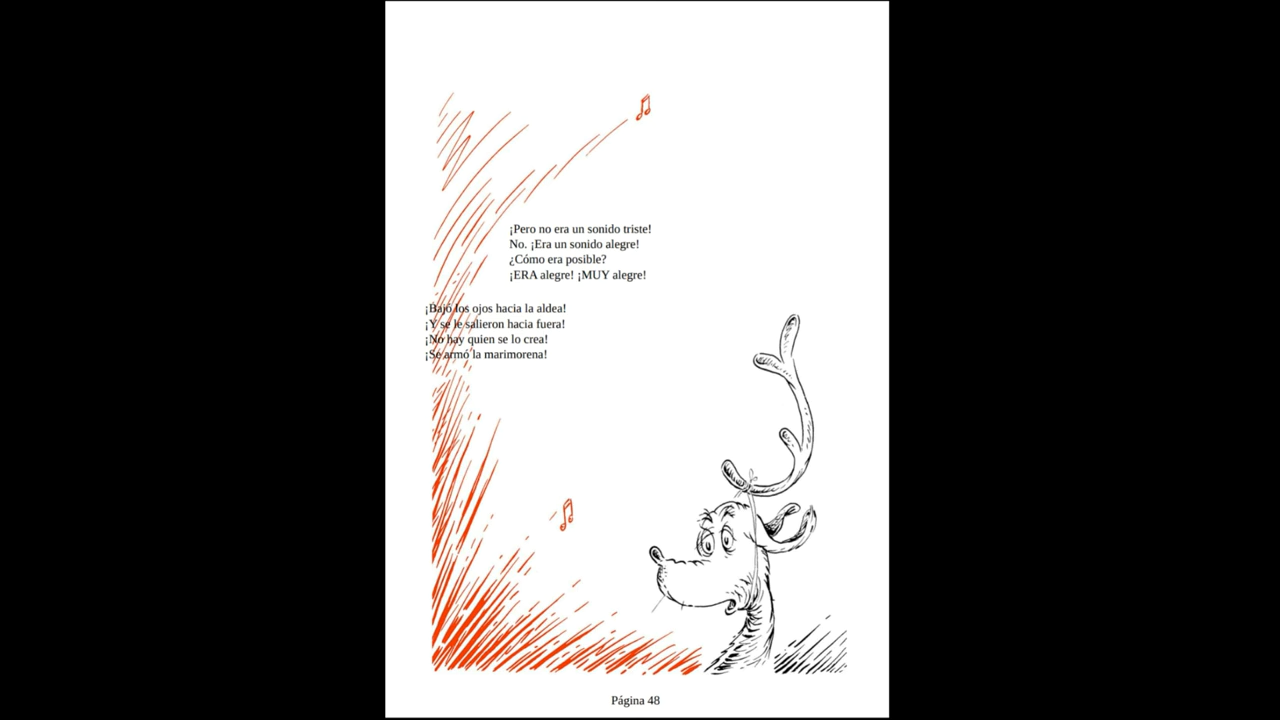 ¡Pero no era un sonido triste!
No. ¡Era un sonido alegre!
¿Cómo era posible?
¡ERA alegre! ¡MUY alegre!
¡Bajó los ojos hacia la aldea!
¡Y se le salieron hacia fuera!
¡No hay quien se lo crea!
¡Se armó la marimorena!
Página 48